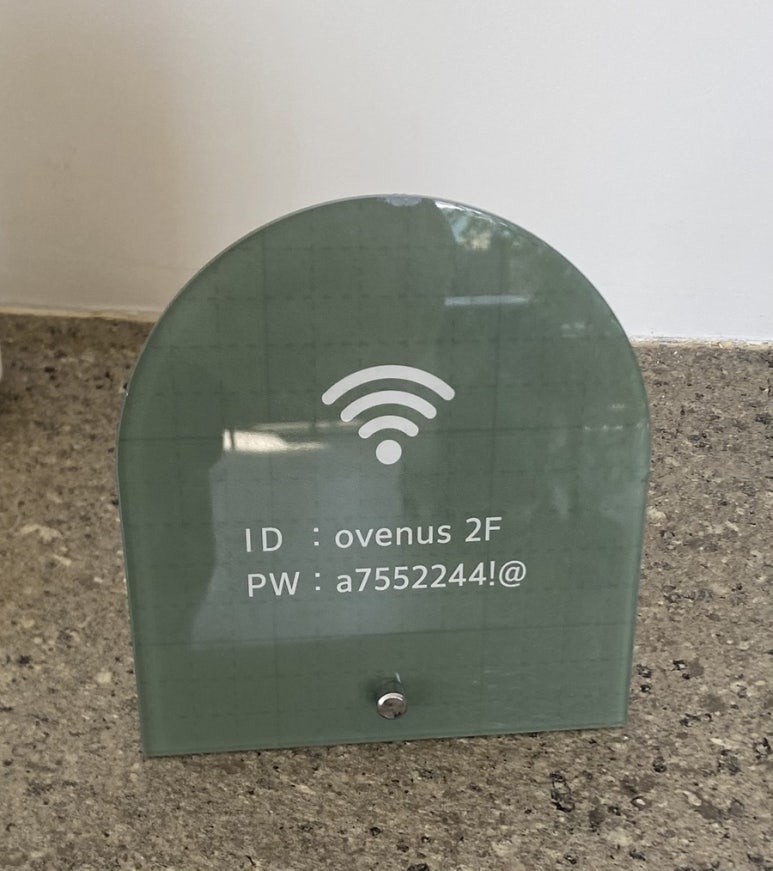 ID : ovenus 2F
PW : a7552244!@